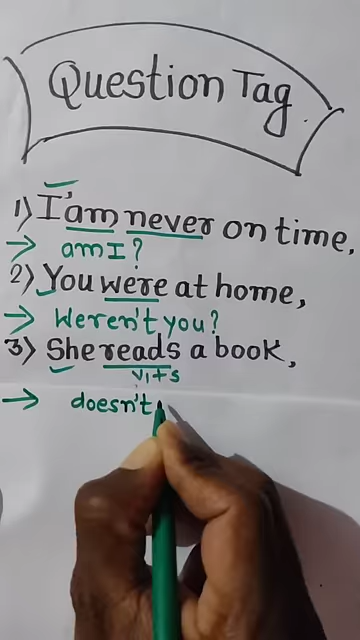 Question Tag
1) I'am never on time,
→ am I?
2) You were at home,
→ Weren't you?
3) She reads a book,
V1+s
→ doesn't